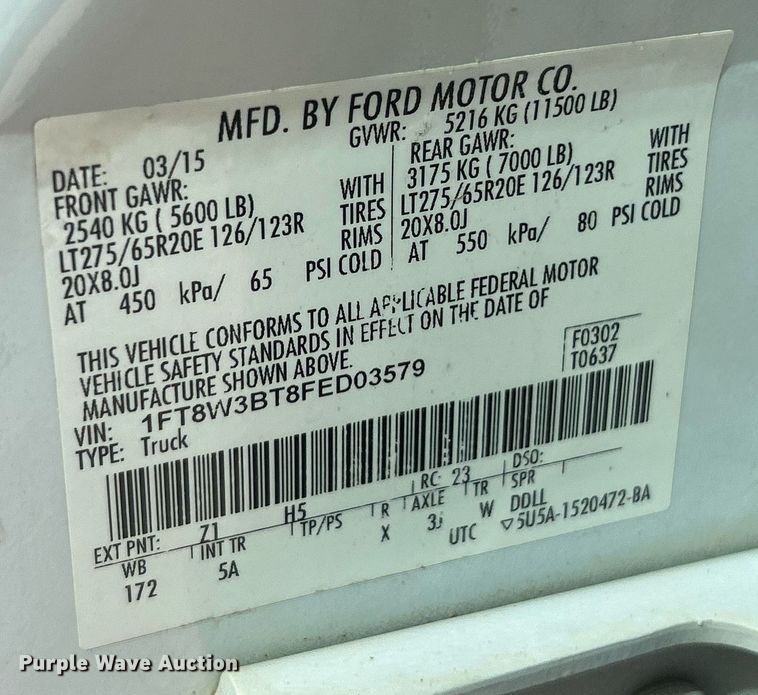 MFD. BY FORD MOTOR CO.
DATE: 03/15
GVWR: 5216 KG (11500 LB)
FRONT GAWR:
2540 KG ( 5600 LB) WITH
LT275/65R20E 126/123R TIRES
20X8.0J RIMS
AT 450 kPa/ 65 PSI COLD
REAR GAWR:
3175 KG ( 7000 LB) WITH
LT275/65R20E 126/123R TIRES
20X8.0J RIMS
AT 550 kPa/ 80 PSI COLD
THIS VEHICLE CONFORMS TO ALL APPLICABLE FEDERAL MOTOR
VEHICLE SAFETY STANDARDS IN EFFECT ON THE DATE OF
MANUFACTURE SHOWN ABOVE.
F0302
T0637
VIN: 1FT8W3BT8FED03579
TYPE: Truck
EXT PNT: Z1 H5 RC: 23 DSO:
WB INT TR TP/PS R AXLE TR SPR
172 5A X 3J W DDLL
UTC ▽5U5A-1520472-BA
Purple Wave Auction